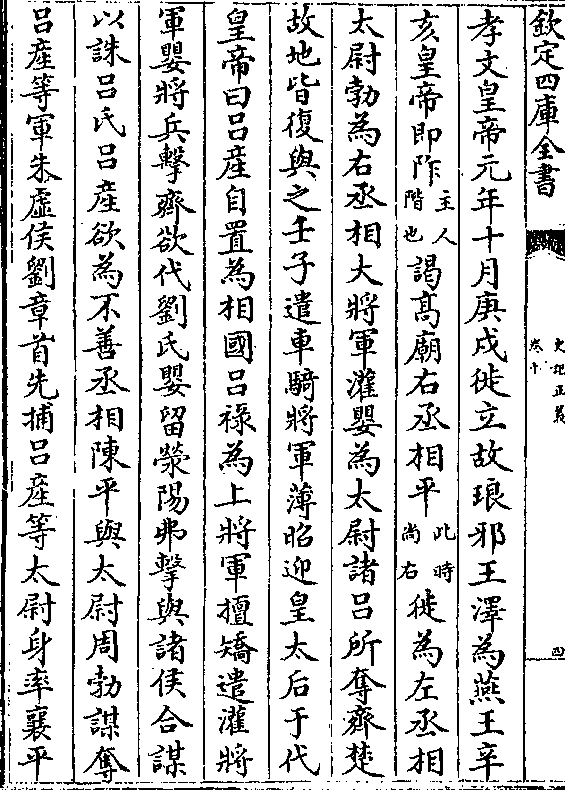 欽定四庫全書
史記正義
卷十
四
孝文皇帝元年十月庚戌徙立故琅邪王澤為燕王辛
亥皇帝即阼主人階也謁髙廟右丞相平此時尚右徙為左丞相
太尉勃為右丞相大將軍灌嬰為太尉諸呂所奪齊楚
故地皆復與之壬子遣車騎將軍薄昭迎皇太后于代
皇帝曰呂產自置為相國呂祿為上將軍擅矯遣灌將
軍嬰將兵擊齊欲代劉氏嬰留滎陽弗擊與諸侯合謀
以誅呂氏呂產欲為不善丞相陳平與太尉周勃謀奪
呂產等軍朱虛侯劉章首先捕呂產等太尉身率襄平